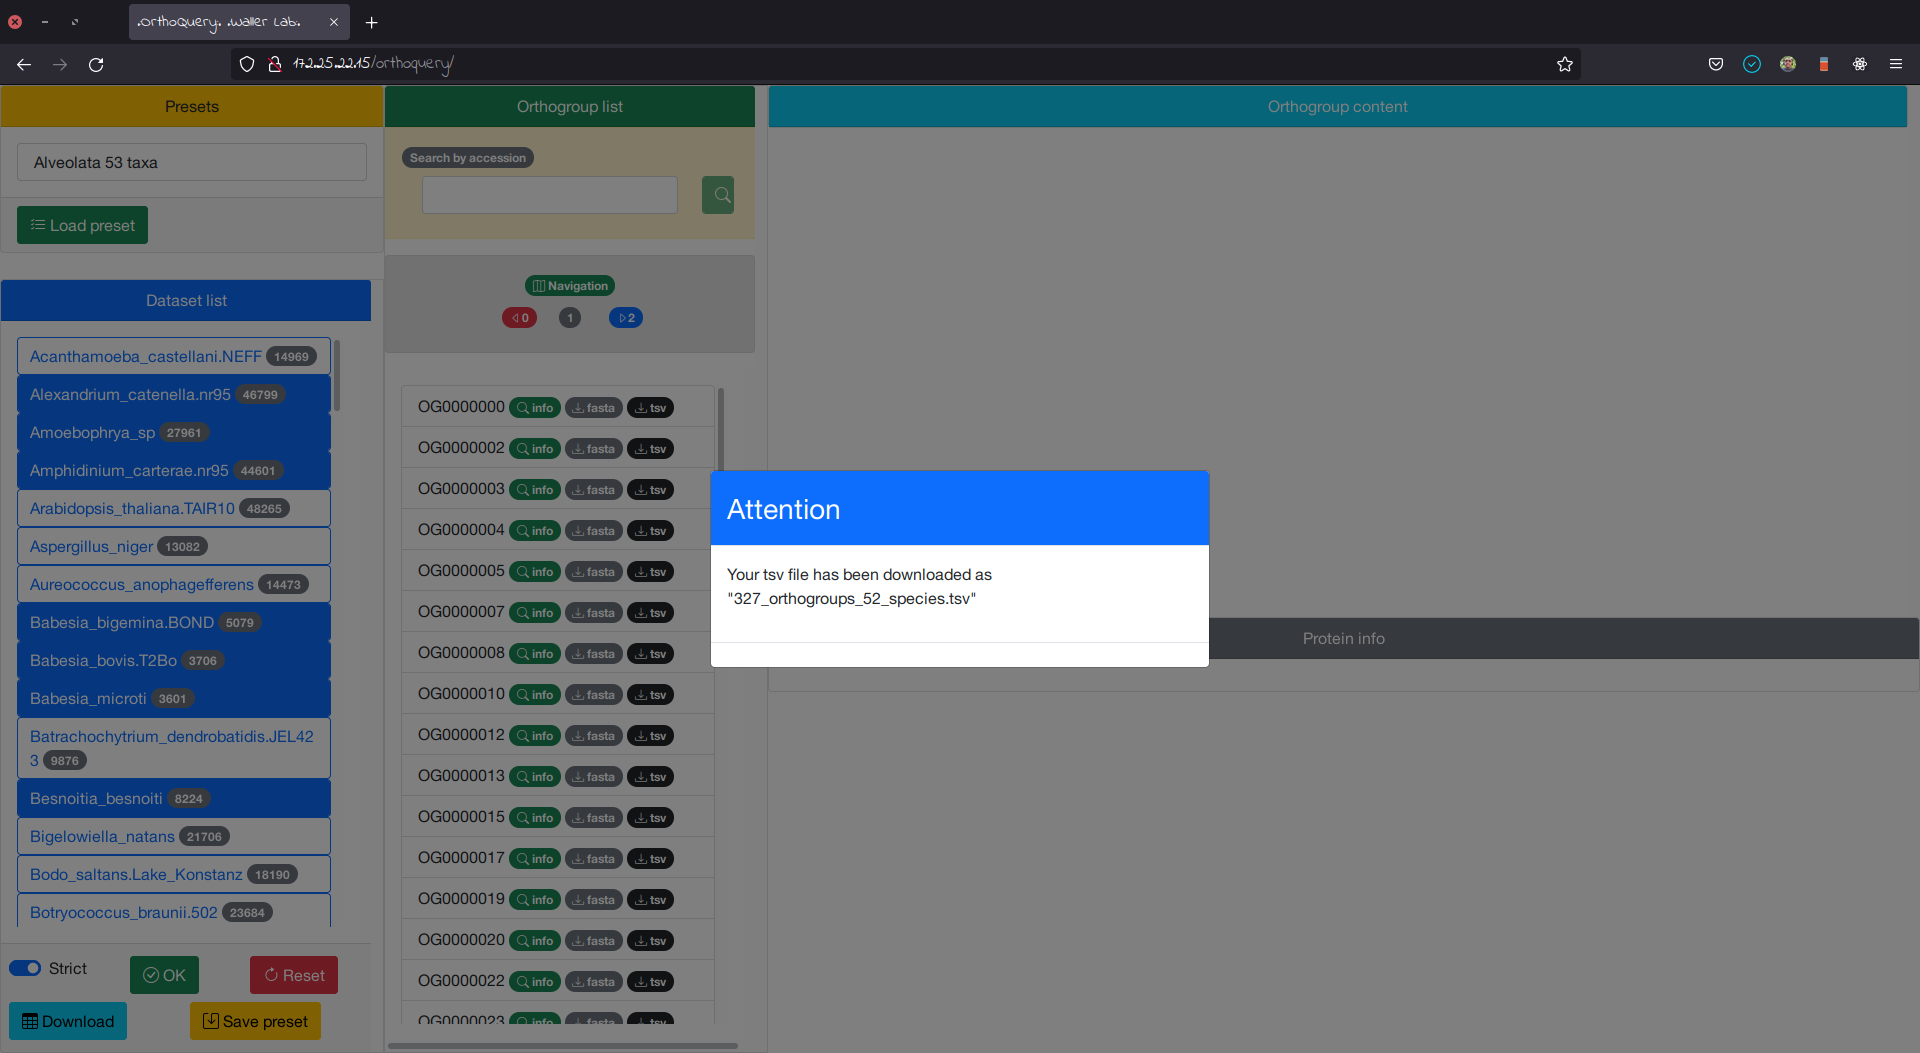 .OrthoQuery. .Waller Lab.
172.25.22.15/orthoquery/
Presets
Alveolata 53 taxa
Load preset
Dataset list
Acanthamoeba_castellani.NEFF 14969
Alexandrium_catenella.nr95 46799
Amoebophrya_sp 27961
Amphidinium_carterae.nr95 44601
Arabidopsis_thaliana.TAIR10 48265
Aspergillus_niger 13082
Aureococcus_anophagefferens 14473
Babesia_bigemina.BOND 5079
Babesia_bovis.T2Bo 3706
Babesia_microti 3601
Batrachochytrium_dendrobatidis.JEL42
3 9876
Besnoitia_besnoiti 8224
Bigelowiella_natans 21706
Bodo_saltans.Lake_Konstanz 18190
Botryococcus_braunii.502 23684
Strict
OK
Reset
Download
Save preset
Orthogroup list
Search by accession
Navigation
0 1 2
OG0000000 info fasta tsv
OG0000002 info fasta tsv
OG0000003 info fasta tsv
OG0000004 info fasta tsv
OG0000005 info fasta tsv
OG0000007 info fasta tsv
OG0000008 info fasta tsv
OG0000010 info fasta tsv
OG0000012 info fasta tsv
OG0000013 info fasta tsv
OG0000015 info fasta tsv
OG0000017 info fasta tsv
OG0000019 info fasta tsv
OG0000020 info fasta tsv
OG0000022 info fasta tsv
OG0000023 info fasta tsv
Orthogroup content
Attention
Your tsv file has been downloaded as
"327_orthogroups_52_species.tsv"
Protein info